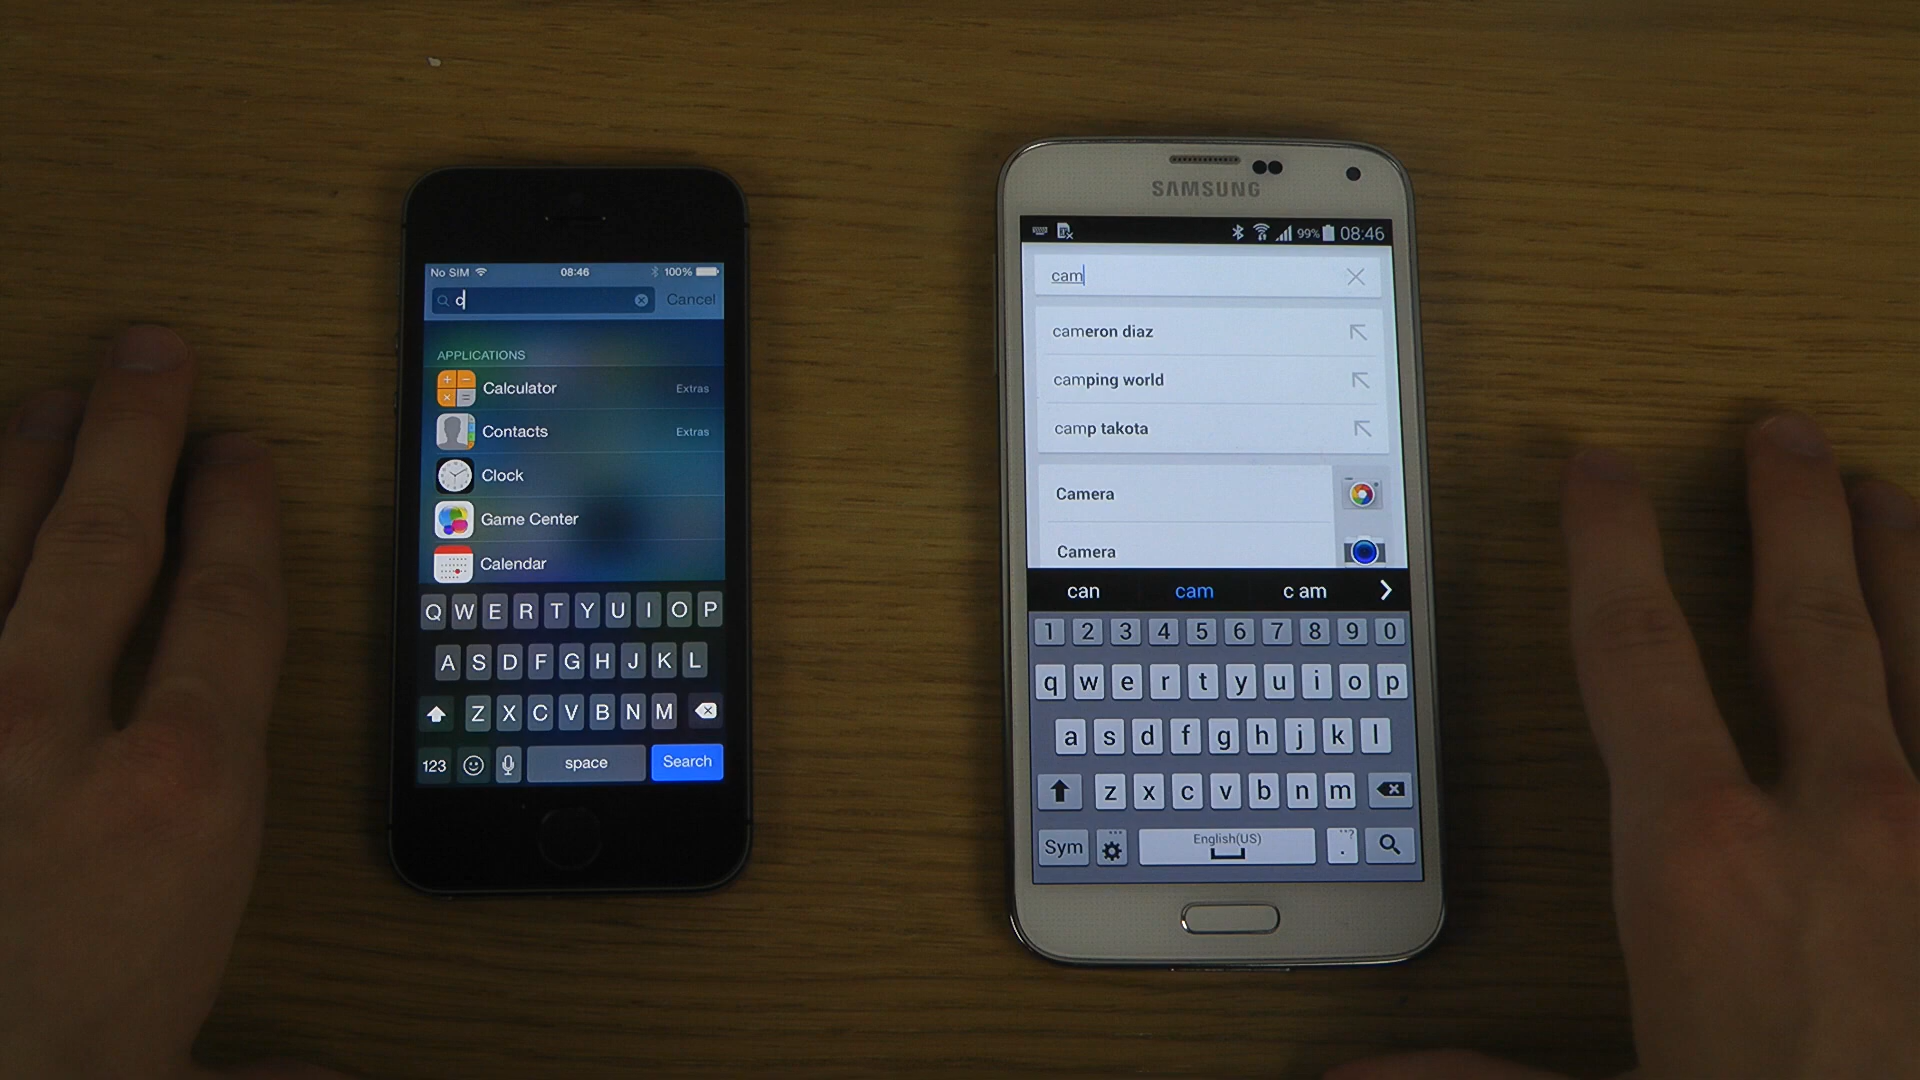 No SIM 08:46 100%
c Cancel
APPLICATIONS
Calculator Extras
Contacts Extras
Clock
Game Center
Calendar
Q W E R T Y U I O P
A S D F G H J K L
Z X C V B N M
123 space Search
SAMSUNG
99% 08:46
cam
cameron diaz
camping world
camp takota
Camera
Camera
can cam c am
1 2 3 4 5 6 7 8 9 0
q w e r t y u i o p
a s d f g h j k l
z x c v b n m
Sym English(US) . ,?